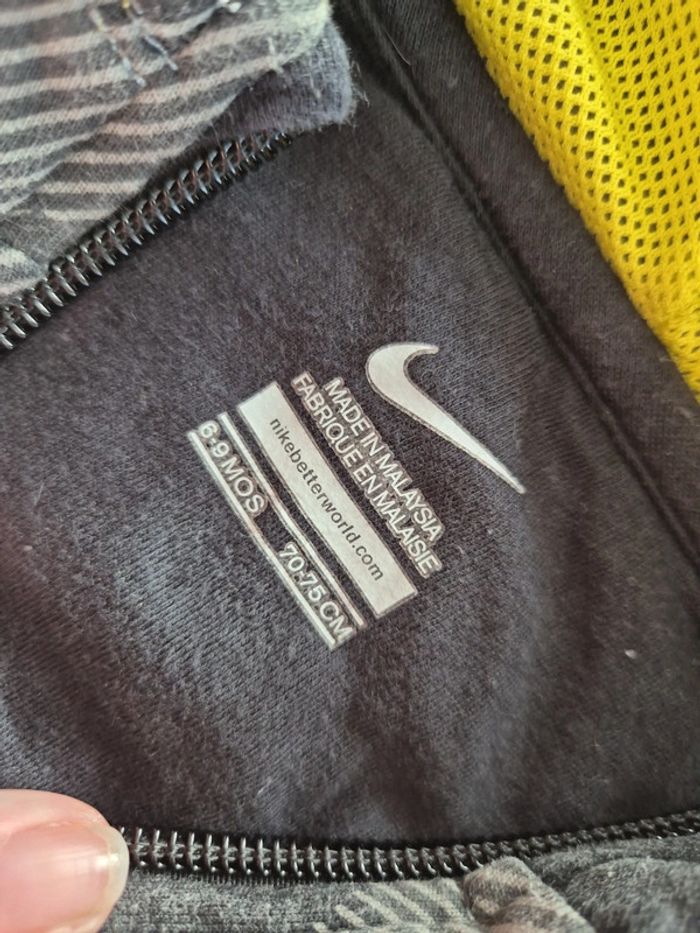 MADE IN MALAYSIA
FABRIQUE EN MALAISIE
nikebetterworld.com
6-9 MOS 70-75 CM